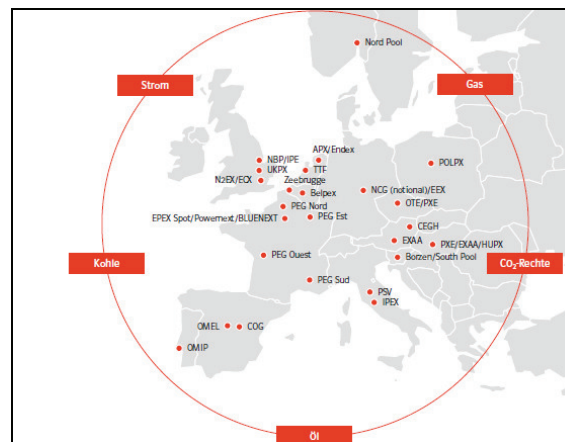 Nord Pool
Strom
Gas
APX/Endex
NBP/IPE
UKPX
TTF
POLPX
N2EX/ECX
Zeebrugge
Belpex
NCG (notional)/EEX
OTE/PXE
PEG Nord
EPEX Spot/Powernext/BLUENEXT
PEG Est
CEGH
EXAA
PXE/EXAA/HUPX
Kohle
PEG Ouest
Borzen/South Pool
CO₂-Rechte
PEG Sud
PSV
IPEX
OMEL
COG
OMIP
Öl